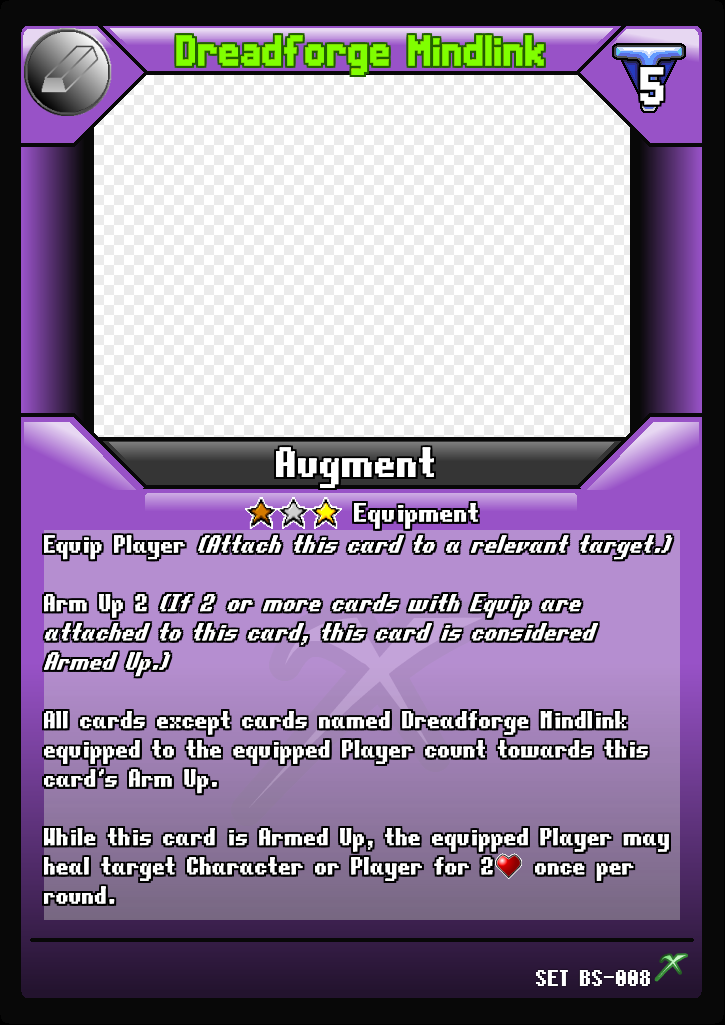 Dreadforge Mindlink
5
Augment
Equipment
Equip Player (Attach this card to a relevant target.)
Arm Up 2 (If 2 or more cards with Equip are
attached to this card, this card is considered
Armed Up.)
All cards except cards named Dreadforge Mindlink
equipped to the equipped Player count towards this
card's Arm Up.
While this card is Armed Up, the equipped Player may
heal target Character or Player for 2 once per
round.
SET BS-008